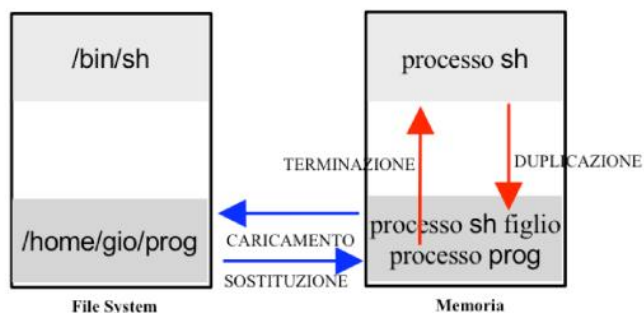 /bin/sh
processo sh
TERMINAZIONE
DUPLICAZIONE
/home/gio/prog
CARICAMENTO
SOSTITUZIONE
processo sh figlio
processo prog
File System
Memoria